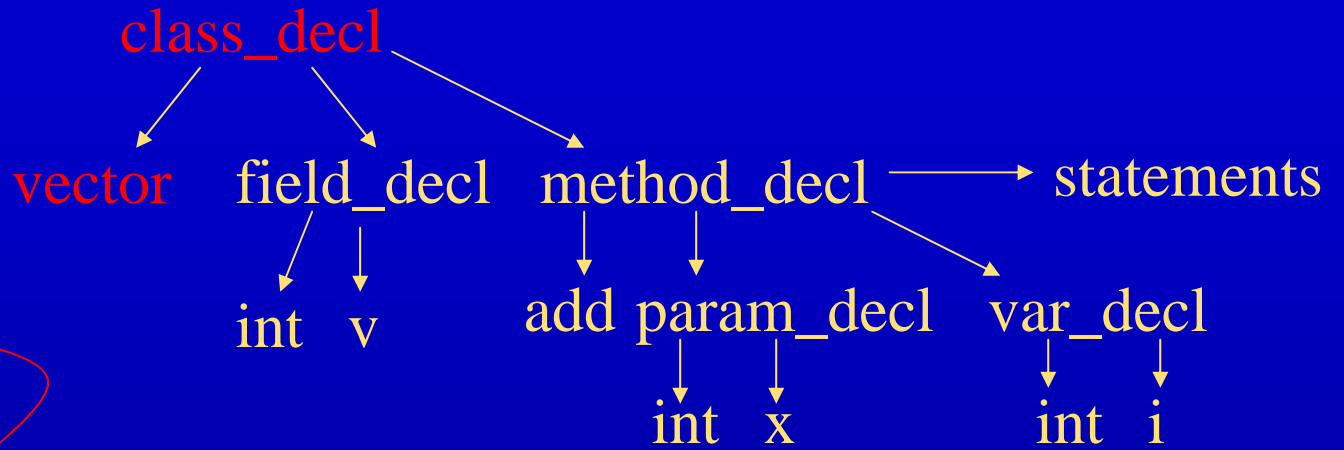 class_decl
vector field_decl method_decl statements
int v add param_decl var_decl
int x int i